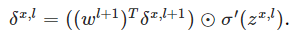 δ^{x,l} = ((w^{l+1})^T δ^{x,l+1}) ⊙ σ′(z^{x,l}).